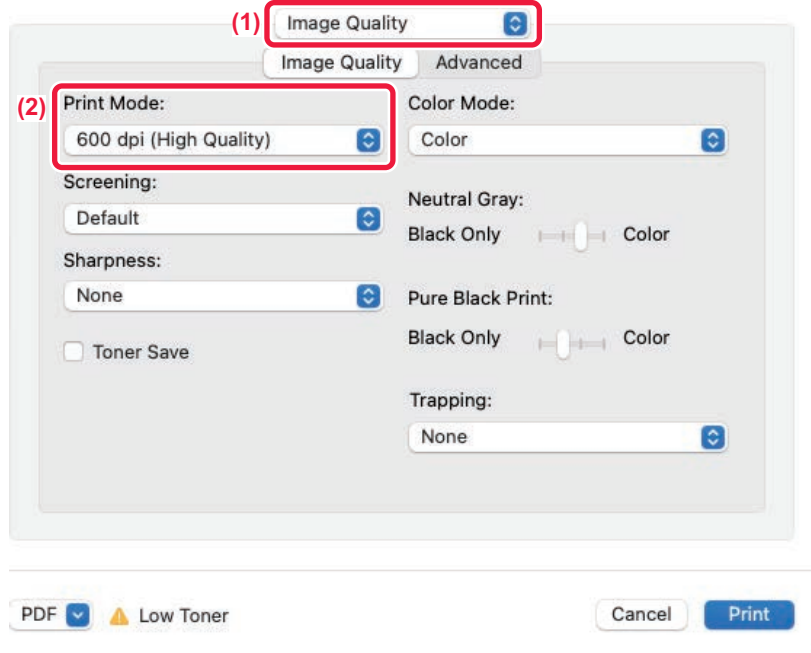 (1)
Image Quality
Image Quality Advanced
(2)
Print Mode:
600 dpi (High Quality)
Screening:
Default
Sharpness:
None
Toner Save
Color Mode:
Color
Neutral Gray:
Black Only Color
Pure Black Print:
Black Only Color
Trapping:
None
PDF Low Toner Cancel Print